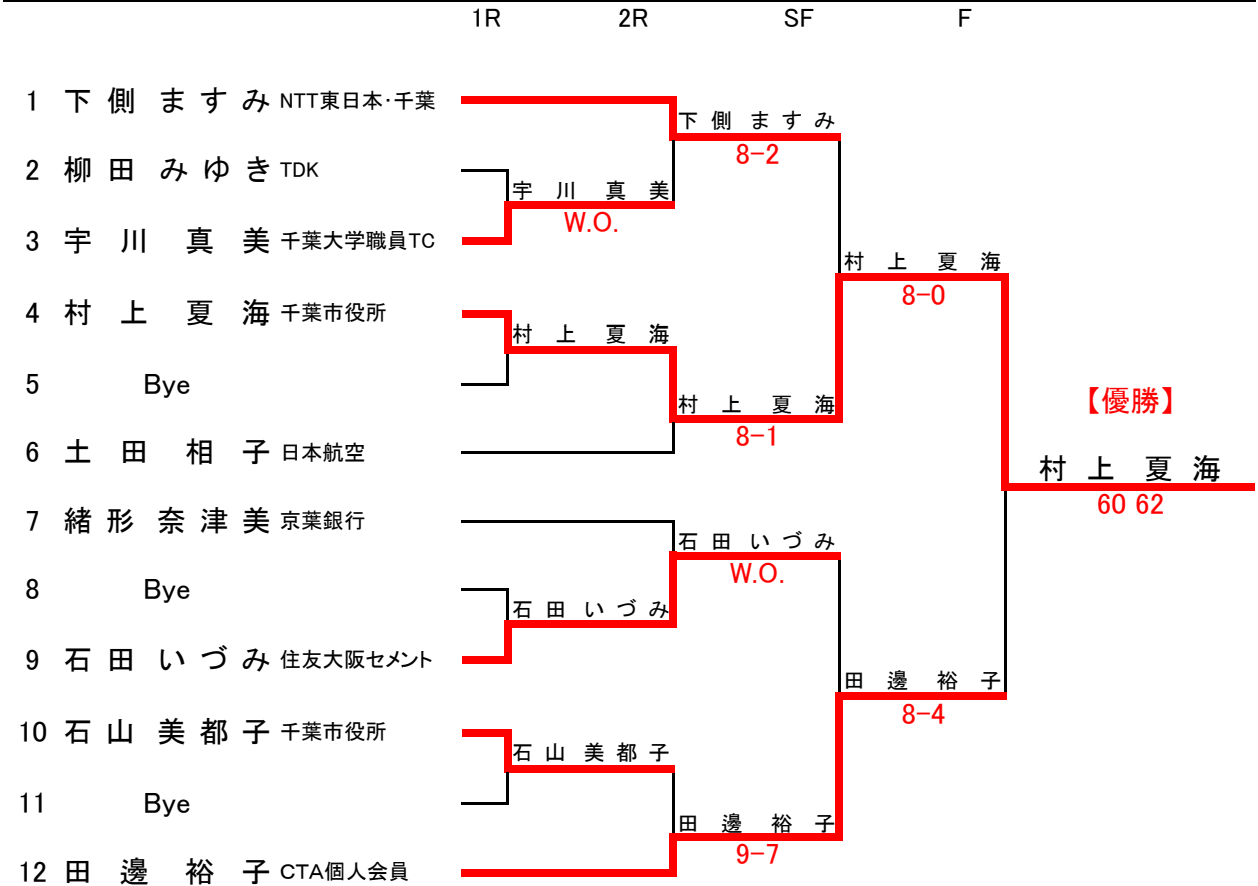 1R 2R SF F
1 下側 ますみ NTT東日本・千葉
下側 ますみ
8-2
2 柳田 みゆき TDK
宇川 真美
W.O.
3 宇川 真美 千葉大学職員TC
村上 夏海
8-0
4 村上 夏海 千葉市役所
村上 夏海
5 Bye
【優勝】
村上 夏海
8-1
6 土田 相子 日本航空
村上 夏海
60 62
7 緒形 奈津美 京葉銀行
石田 いづみ
W.O.
8 Bye
石田 いづみ
9 石田 いづみ 住友大阪セメント
田邊 裕子
8-4
10 石山 美都子 千葉市役所
石山 美都子
11 Bye
田邊 裕子
9-7
12 田邊 裕子 CTA個人会員